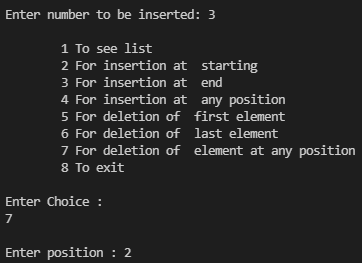 Enter number to be inserted: 3
1 To see list
2 For insertion at  starting
3 For insertion at  end
4 For insertion at  any position
5 For deletion of  first element
6 For deletion of  last element
7 For deletion of  element at any position
8 To exit
Enter Choice :
7
Enter position : 2